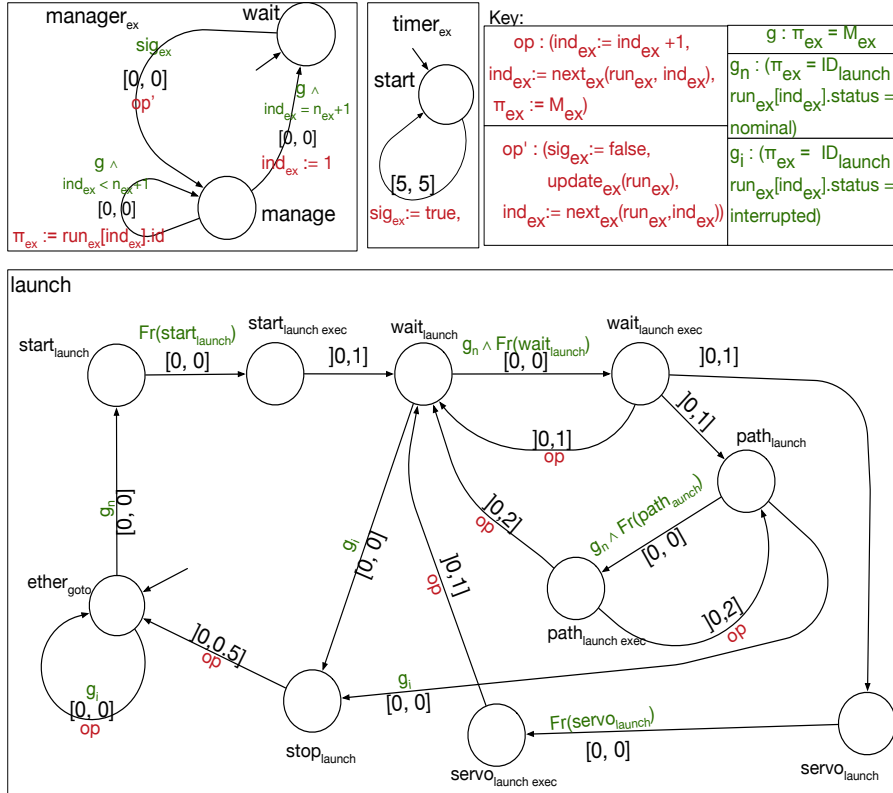 manager_ex
wait
sig_ex
[0, 0]
op'
g ∧
ind_ex = n_ex+1
[0, 0]
ind_ex := 1
g ∧
ind_ex < n_ex+1
[0, 0]
manage
π_ex := run_ex[ind_ex].id
timer_ex
start
[5, 5]
sig_ex:= true,
Key:
op : (ind_ex:= ind_ex +1,
ind_ex:= next_ex(run_ex, ind_ex),
π_ex := M_ex)
op' : (sig_ex:= false,
update_ex(run_ex),
ind_ex:= next_ex(run_ex,ind_ex))
g : π_ex = M_ex
g_n : (π_ex = ID_launch
run_ex[ind_ex].status =
nominal)
g_i : (π_ex = ID_launch
run_ex[ind_ex].status =
interrupted)
launch
start_launch
Fr(start_launch)
[0, 0]
start_launch exec
]0,1]
wait_launch
g_n ∧ Fr(wait_launch)
[0, 0]
wait_launch exec
]0,1]
]0,1]
op
]0,1]
path_launch
g_n ∧ Fr(path_aunch)
[0, 0]
]0,2]
op
path_launch exec
]0,2]
op
g_n
[0, 0]
g_i
[0, 0]
]0,1]
op
ether_goto
g_i
[0, 0]
op
]0,0.5]
op
stop_launch
g_i
[0, 0]
servo_launch exec
Fr(servo_launch)
[0, 0]
servo_launch